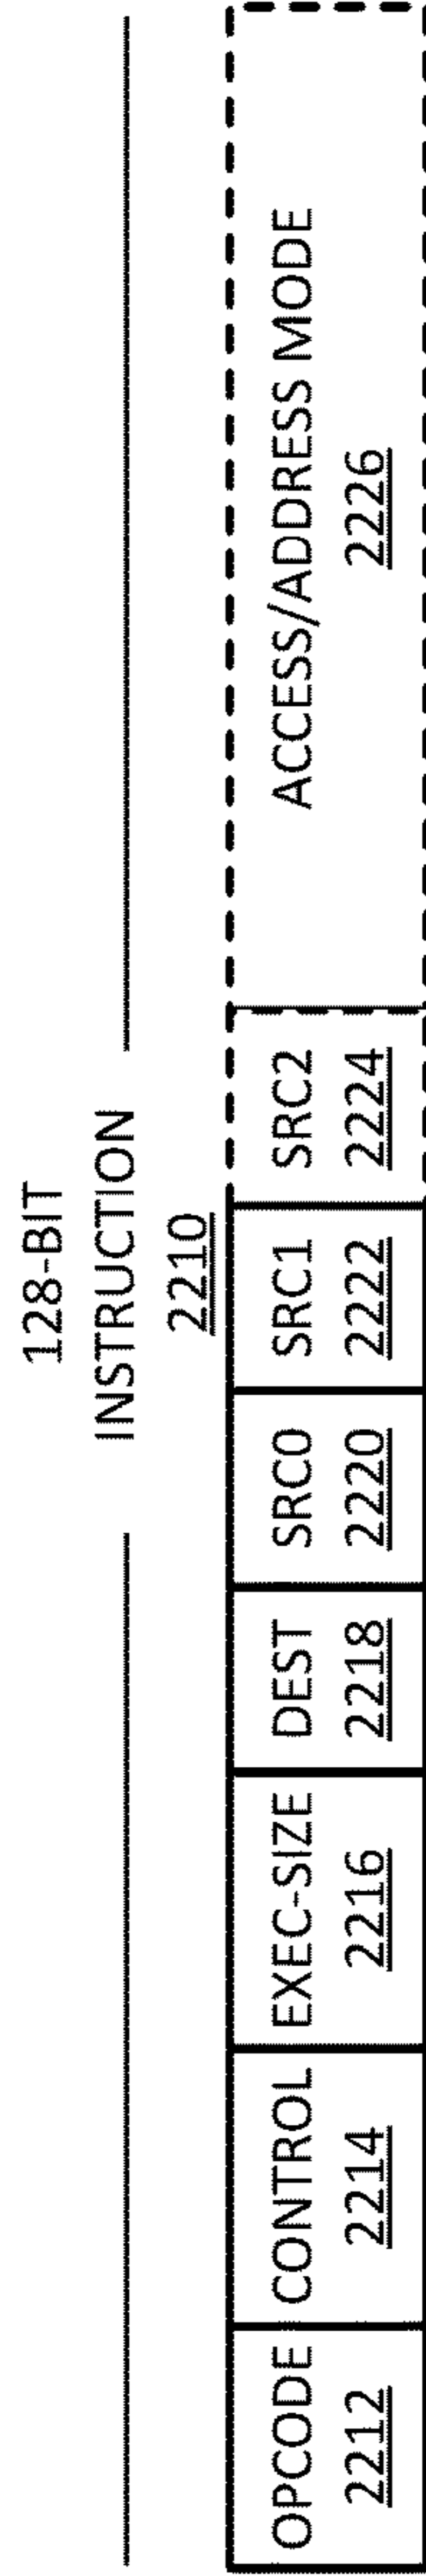 128-BIT
INSTRUCTION
2210
OPCODE
2212
CONTROL
2214
EXEC-SIZE
2216
DEST
2218
SRC0
2220
SRC1
2222
SRC2
2224
ACCESS/ADDRESS MODE
2226